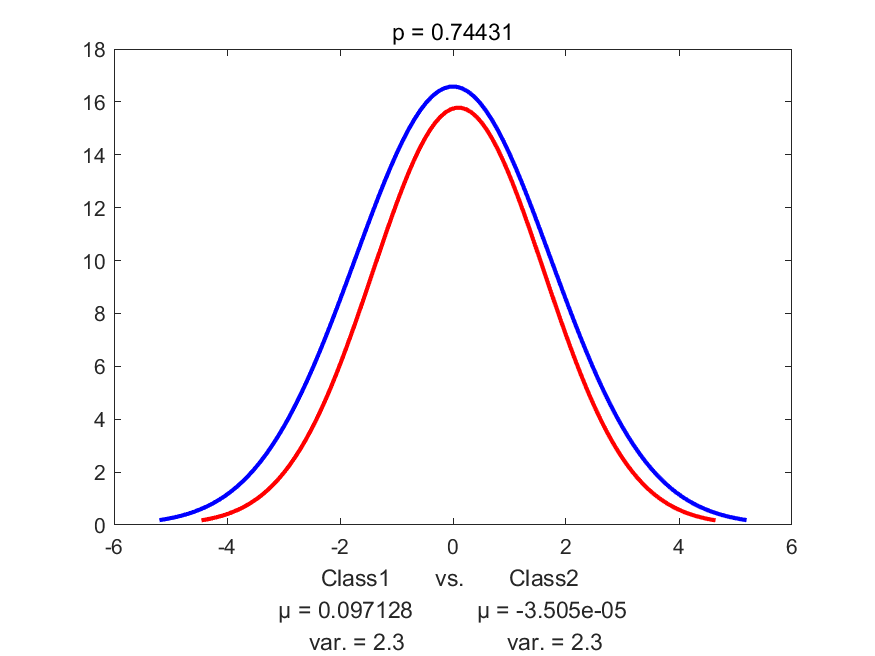 p = 0.74431
18
16
14
12
10
8
6
4
2
0
-6 -4 -2 0 2 4 6
Class1 vs. Class2
μ = 0.097128 μ = -3.505e-05
var. = 2.3 var. = 2.3